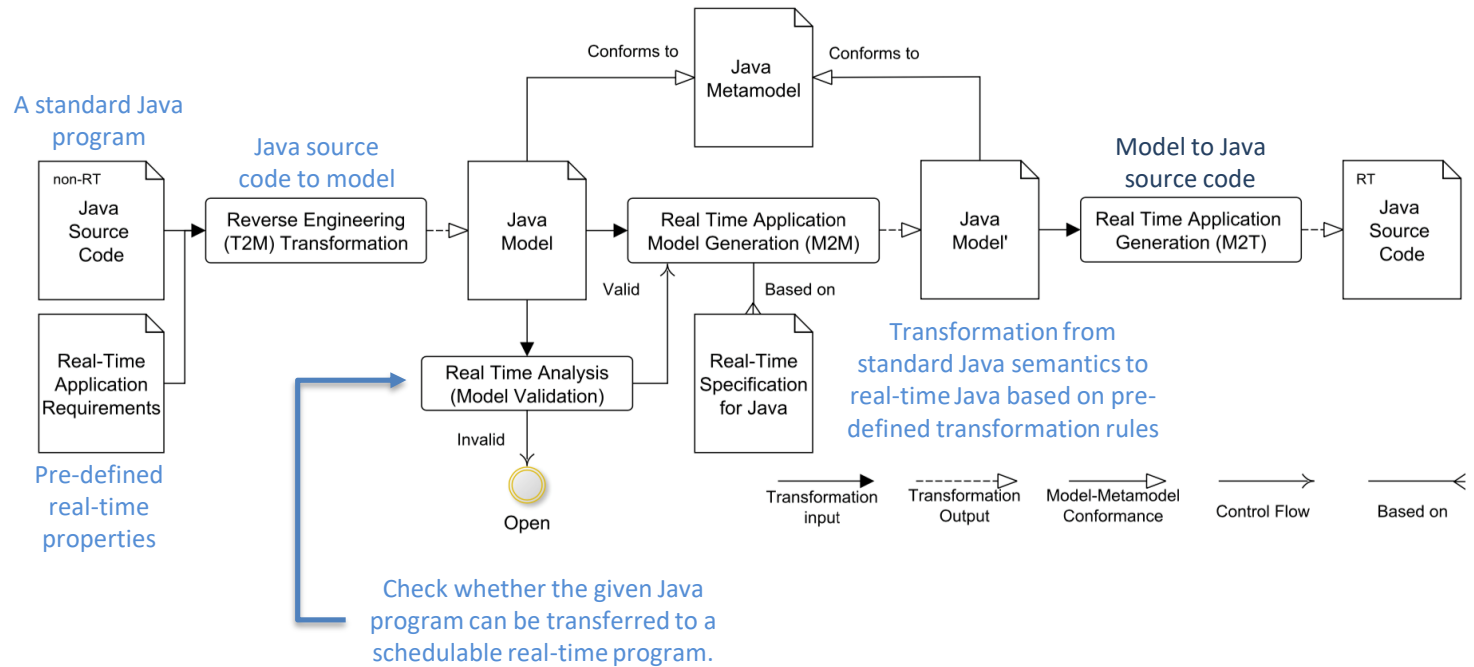 Conforms to
Conforms to
Java
Metamodel
A standard Java
program
Java source
code to model
Model to Java
source code
non-RT
Java
Source
Code
Reverse Engineering
(T2M) Transformation
Java
Model
Real Time Application
Model Generation (M2M)
Java
Model'
Real Time Application
Generation (M2T)
RT
Java
Source
Code
Valid
Based on
Real-Time
Application
Requirements
Real Time Analysis
(Model Validation)
Real-Time
Specification
for Java
Transformation from
standard Java semantics to
real-time Java based on pre-
defined transformation rules
Invalid
Pre-defined
real-time
properties
Open
Transformation
input
Transformation
Output
Model-Metamodel
Conformance
Control Flow
Based on
Check whether the given Java
program can be transferred to a
schedulable real-time program.